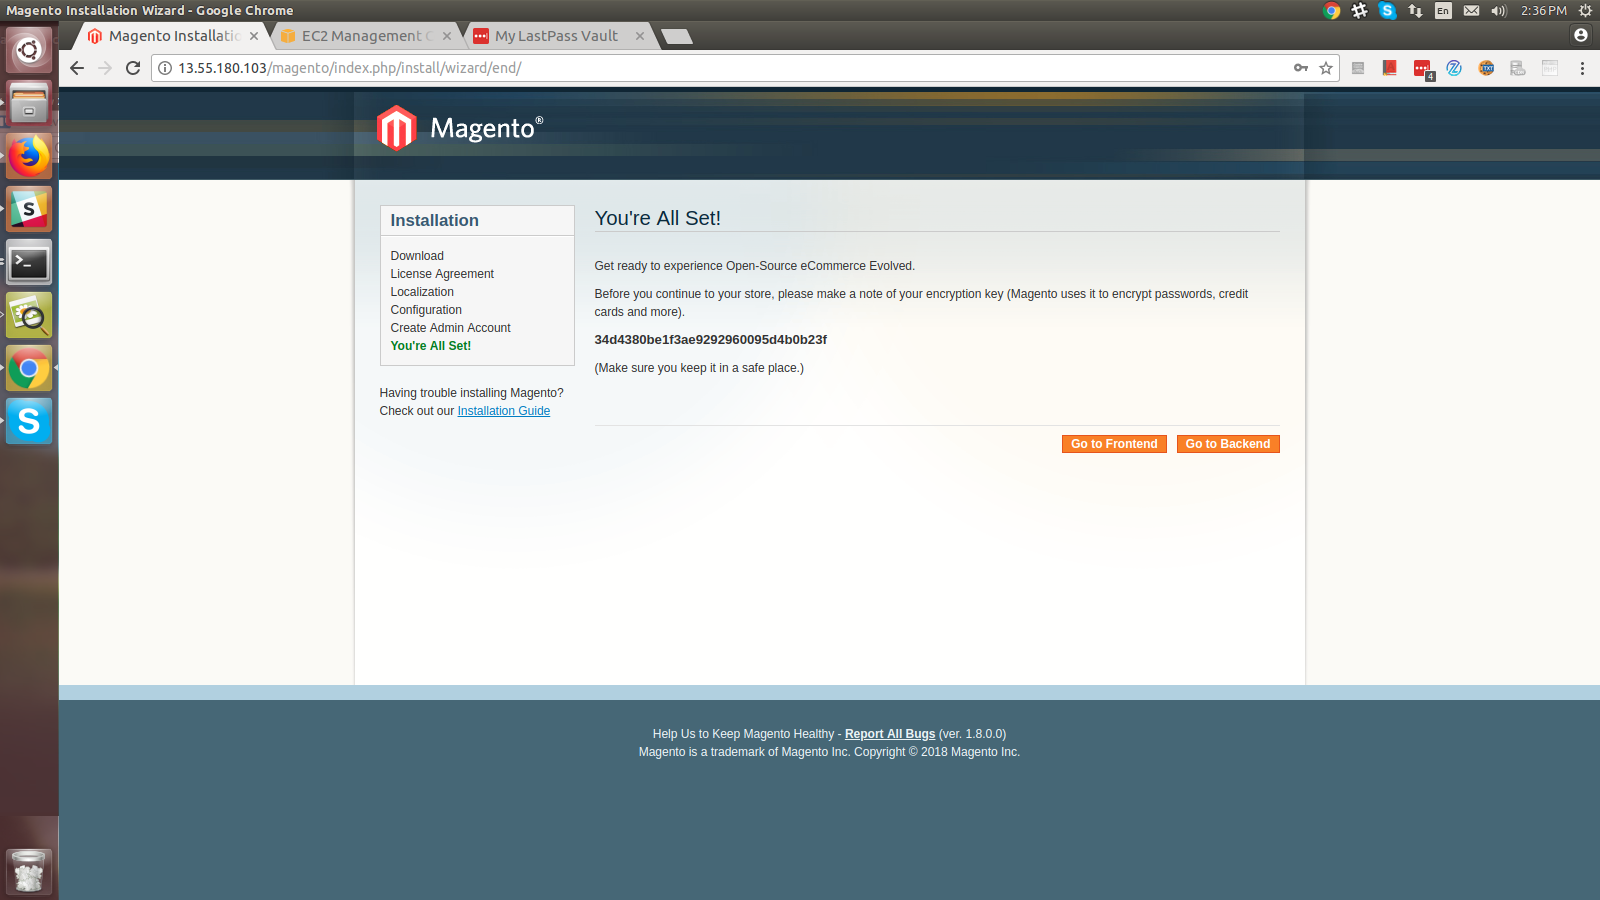 Magento Installation Wizard - Google Chrome
En
2:36 PM
Magento Installatio
EC2 Management C
My LastPass Vault
13.55.180.103/magento/index.php/install/wizard/end/
4
Magento®
Installation
Download
License Agreement
Localization
Configuration
Create Admin Account
You're All Set!
Having trouble installing Magento?
Check out our Installation Guide
You're All Set!
Get ready to experience Open-Source eCommerce Evolved.
Before you continue to your store, please make a note of your encryption key (Magento uses it to encrypt passwords, credit
cards and more).
34d4380be1f3ae9292960095d4b0b23f
(Make sure you keep it in a safe place.)
Go to Frontend
Go to Backend
Help Us to Keep Magento Healthy - Report All Bugs (ver. 1.8.0.0)
Magento is a trademark of Magento Inc. Copyright © 2018 Magento Inc.